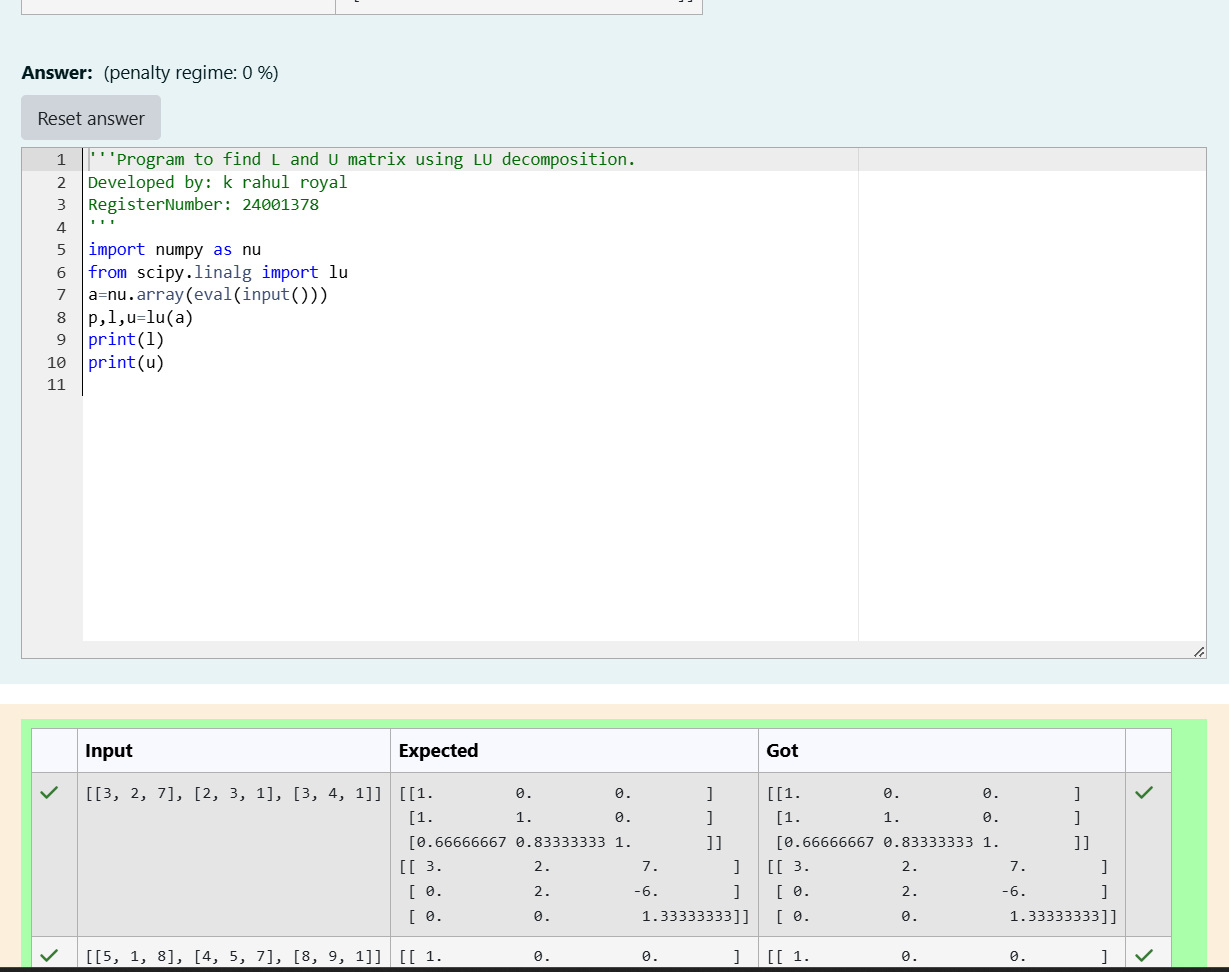 Answer: (penalty regime: 0 %)
Reset answer
1 '''Program to find L and U matrix using LU decomposition.
2 Developed by: k rahul royal
3 RegisterNumber: 24001378
4 '''
5 import numpy as nu
6 from scipy.linalg import lu
7 a=nu.array(eval(input()))
8 p,l,u=lu(a)
9 print(l)
10 print(u)
11
Input Expected Got
[[3, 2, 7], [2, 3, 1], [3, 4, 1]] [[1. 0. 0. ] [[1. 0. 0. ]
[1. 1. 0. ] [1. 1. 0. ]
[0.66666667 0.83333333 1. ]] [0.66666667 0.83333333 1. ]]
[[ 3. 2. 7. ] [[ 3. 2. 7. ]
[ 0. 2. -6. ] [ 0. 2. -6. ]
[ 0. 0. 1.33333333]] [ 0. 0. 1.33333333]]
[[5, 1, 8], [4, 5, 7], [8, 9, 1]] [[ 1. 0. 0. ] [[ 1. 0. 0. ]